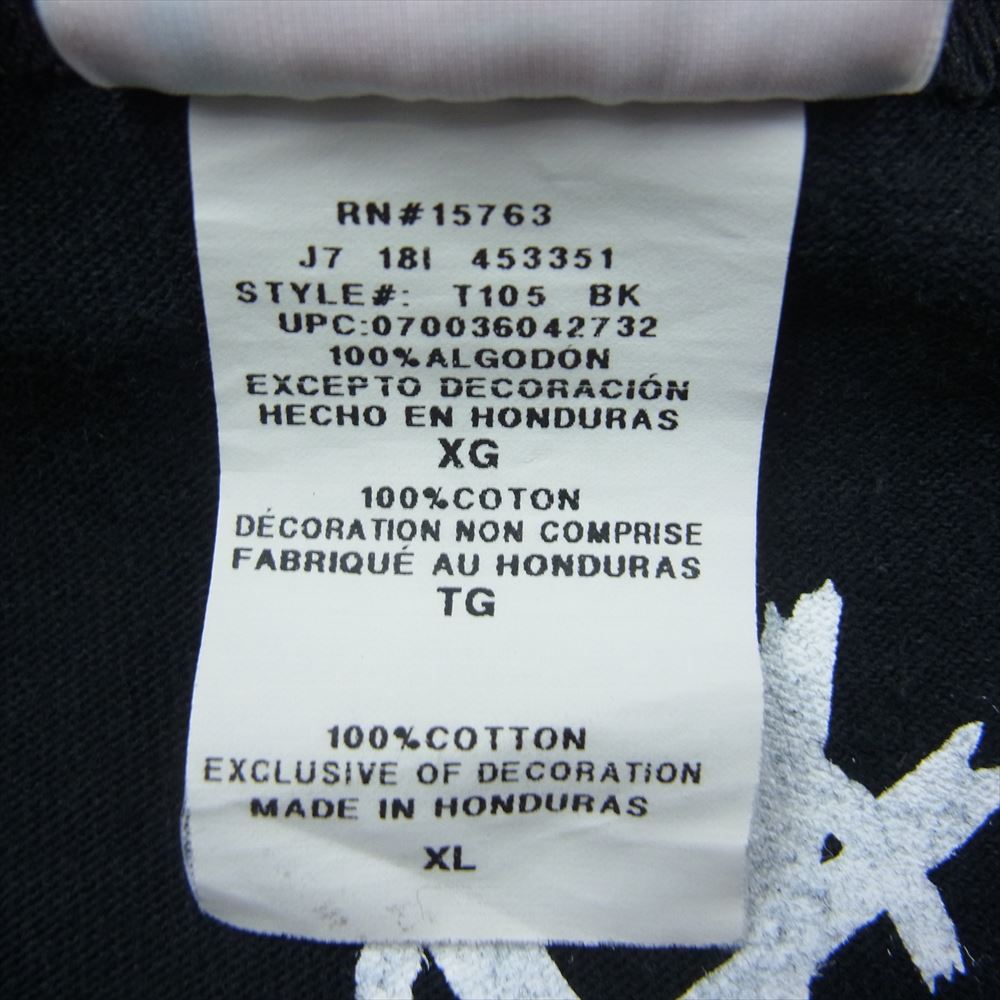 RN#15763
J7 18I 453351
STYLE#: T105 BK
UPC:070036042732
100%ALGODÓN
EXCEPTO DECORACIÓN
HECHO EN HONDURAS
XG
100%COTON
DÉCORATION NON COMPRISE
FABRIQUÉ AU HONDURAS
TG
100%COTTON
EXCLUSIVE OF DECORATION
MADE IN HONDURAS
XL